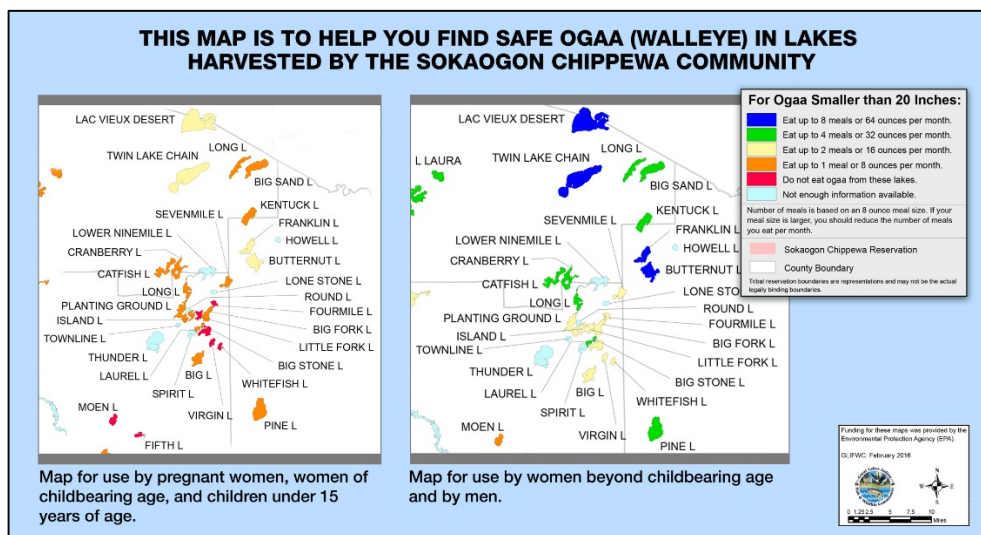 THIS MAP IS TO HELP YOU FIND SAFE OGAA (WALLEYE) IN LAKES
HARVESTED BY THE SOKAOGON CHIPPEWA COMMUNITY
LAC VIEUX DESERT
LONG L
TWIN LAKE CHAIN
BIG SAND L
KENTUCK L
SEVENMILE L
FRANKLIN L
LOWER NINEMILE L
HOWELL L
CRANBERRY L
BUTTERNUT L
CATFISH L
LONE STONE L
LONG L
ROUND L
PLANTING GROUND L
FOURMILE L
ISLAND L
BIG FORK L
TOWNLINE L
LITTLE FORK L
THUNDER L
BIG STONE L
LAUREL L
BIG L
WHITEFISH L
SPIRIT L
MOEN L
VIRGIN L
PINE L
FIFTH L
Map for use by pregnant women, women of
childbearing age, and children under 15
years of age.
LAC VIEUX DESERT
LONG L
TWIN LAKE CHAIN
L LAURA
BIG SAND L
KENTUCK L
SEVENMILE L
FRANKLIN L
LOWER NINEMILE L
HOWELL L
CRANBERRY L
BUTTERNUT L
CATFISH L
LONE STONE L
LONG L
ROUND L
PLANTING GROUND L
FOURMILE L
ISLAND L
BIG FORK L
TOWNLINE L
LITTLE FORK L
THUNDER L
BIG STONE L
LAUREL L
BIG L
WHITEFISH L
SPIRIT L
MOEN L
VIRGIN L
PINE L
Map for use by women beyond childbearing age
and by men.
For Ogaa Smaller than 20 Inches:
Eat up to 8 meals or 64 ounces per month.
Eat up to 4 meals or 32 ounces per month.
Eat up to 2 meals or 16 ounces per month.
Eat up to 1 meal or 8 ounces per month.
Do not eat ogaa from these lakes.
Not enough information available.
Number of meals is based on an 8 ounce meal size. If your
meal size is larger, you should reduce the number of meals
you eat per month.
Sokaogon Chippewa Reservation
County Boundary
Tribal reservation boundaries are representations and may not be the actual
legally binding boundaries.
Funding for these maps was provided by the
Environmental Protection Agency (EPA).
GLIFWC: February 2016
N
W E
S
0 1.25 2.5 5 7.5 10
Miles